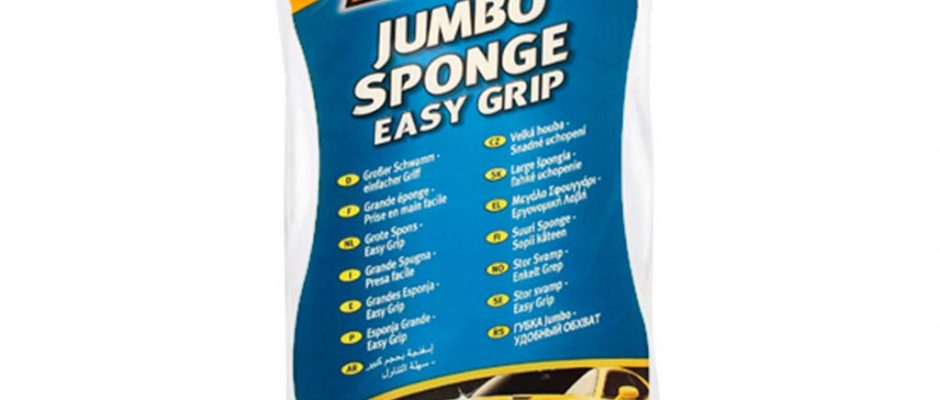 JUMBO
SPONGE
EASY GRIP
D Großer Schwamm -
einfacher Griff
F Grande éponge -
Prise en main facile
NL Grote Spons -
Easy Grip
I Grande Spugna -
Presa facile
E Grandes Esponja -
Easy Grip
P Esponja Grande -
Easy Grip
AR إسفنجة بحجم كبير
- سهلة التناول
CZ Velká houba -
Snadné uchopení
SK Large špongia -
ľahké uchopenie
EL Μεγάλο Σφουγγάρι -
Εργονομική Λαβή
FI Suuri Sponge -
Sopii käteen
NO Stor Svamp -
Enkelt Grep
SE Stor svamp -
Easy Grip
RS ГУБКА Jumbo -
УДОБНЫЙ ОБХВАТ